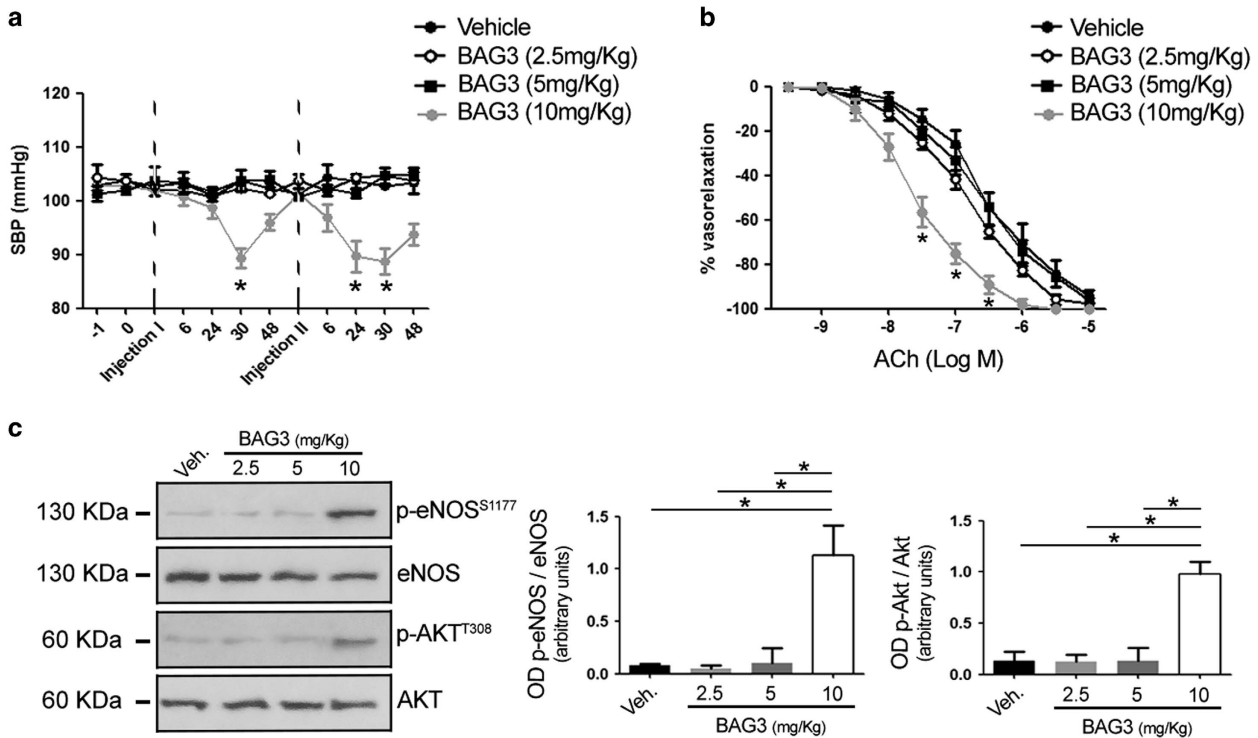 a
Vehicle
BAG3 (2.5mg/Kg)
BAG3 (5mg/Kg)
BAG3 (10mg/Kg)
SBP (mmHg)
120
110
100
90
80
* * *
-1 0 Injection I 6 24 30 48 Injection II 6 24 30 48
b
Vehicle
BAG3 (2.5mg/Kg)
BAG3 (5mg/Kg)
BAG3 (10mg/Kg)
% vasorelaxation
0
-20
-40
-60
-80
-100
*
*
*
-9 -8 -7 -6 -5
ACh (Log M)
c
BAG3 (mg/Kg)
Veh. 2.5 5 10
130 KDa p-eNOS^S1177
130 KDa eNOS
60 KDa p-AKT^T308
60 KDa AKT
OD p-eNOS / eNOS
(arbitrary units)
*
*
*
1.5
1.0
0.5
0.0
Veh. 2.5 5 10
BAG3 (mg/Kg)
OD p-Akt / Akt
(arbitrary units)
*
*
*
1.5
1.0
0.5
0.0
Veh. 2.5 5 10
BAG3 (mg/Kg)